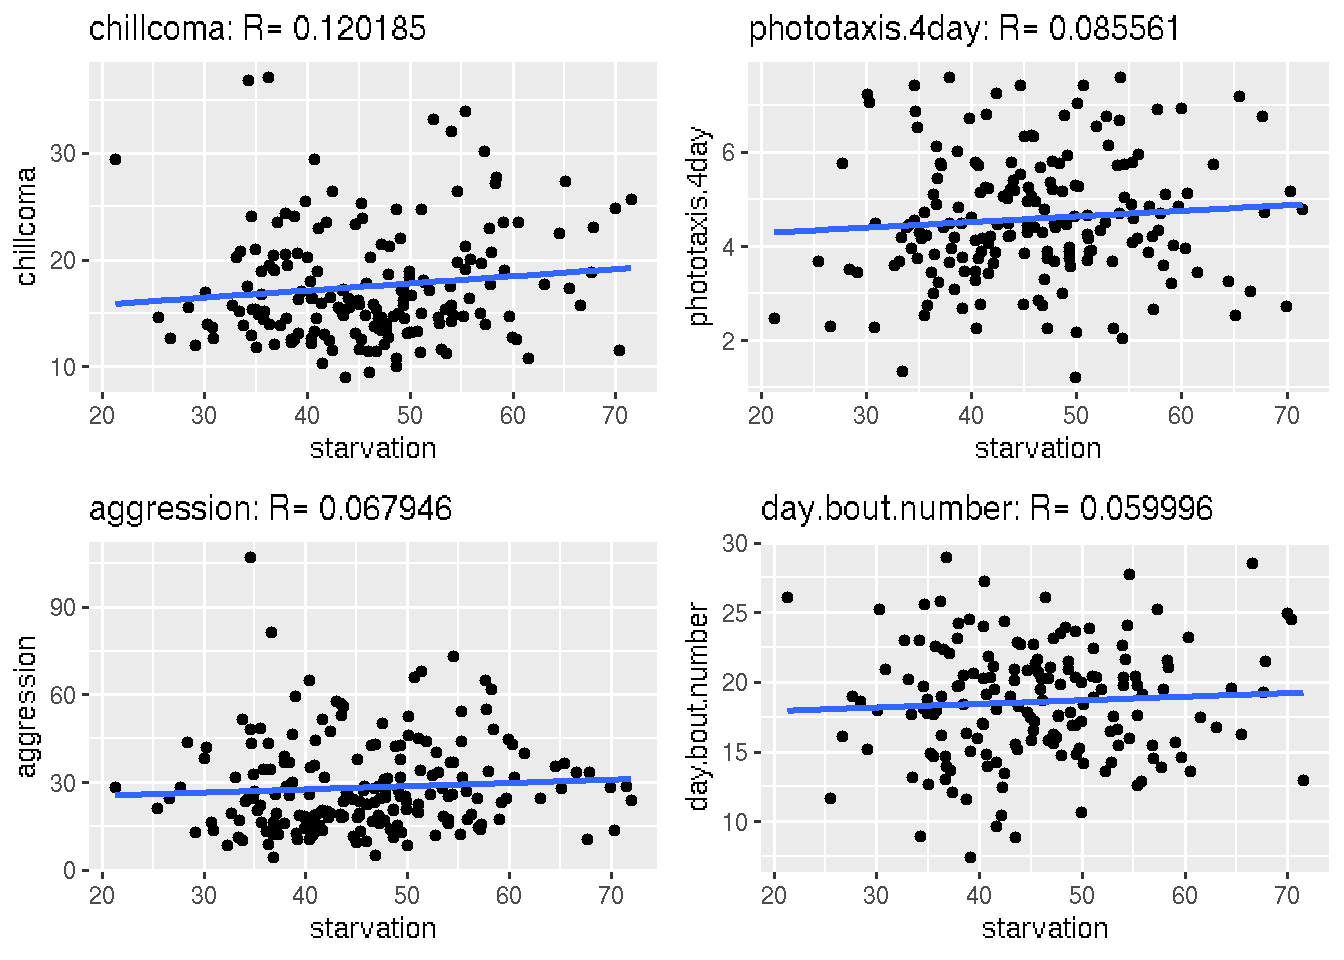 chillcoma: R= 0.120185
chillcoma
30
20
10
20 30 40 50 60 70
starvation
phototaxis.4day: R= 0.085561
phototaxis.4day
6
4
2
20 30 40 50 60 70
starvation
aggression: R= 0.067946
aggression
90
60
30
0
20 30 40 50 60 70
starvation
day.bout.number: R= 0.059996
day.bout.number
30
25
20
15
10
20 30 40 50 60 70
starvation